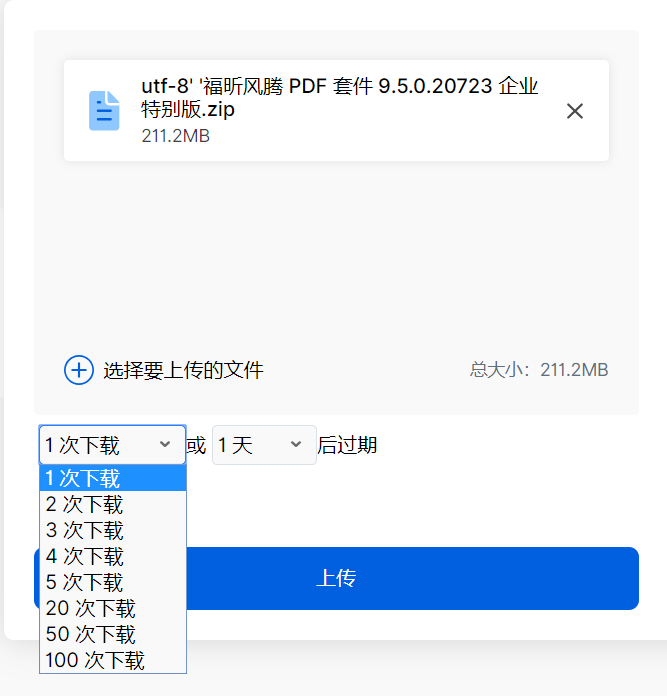 utf-8' '福昕风腾 PDF 套件 9.5.0.20723 企业
特别版.zip
211.2MB
选择要上传的文件
总大小：211.2MB
1 次下载 或 1 天 后过期
1 次下载
2 次下载
3 次下载
4 次下载
5 次下载
20 次下载
50 次下载
100 次下载
上传